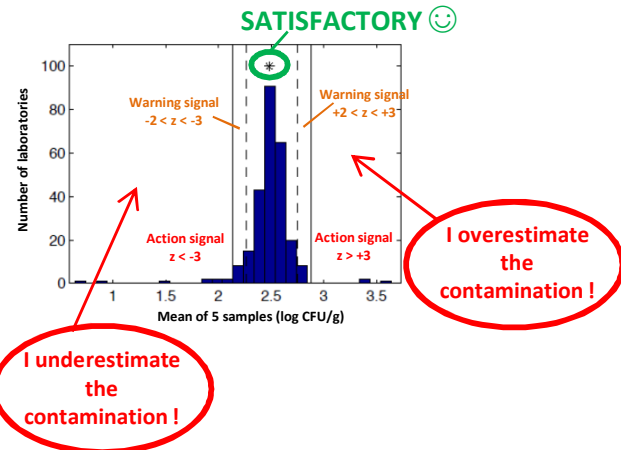 SATISFACTORY ☺
Number of laboratories
100
80
60
40
20
0
*
Warning signal
-2 < z < -3
Warning signal
+2 < z < +3
Action signal
z < -3
Action signal
z > +3
1
1.5
2
2.5
3
3.5
Mean of 5 samples (log CFU/g)
I overestimate
the
contamination !
I underestimate
the
contamination !